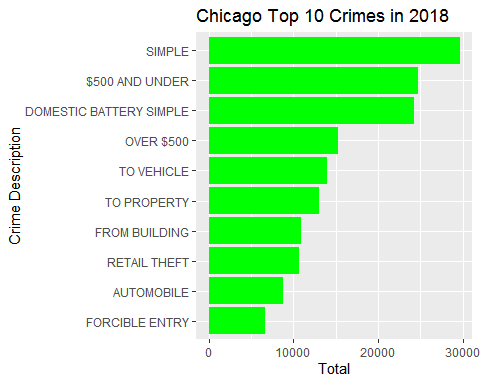 Chicago Top 10 Crimes in 2018
Crime Description
SIMPLE
$500 AND UNDER
DOMESTIC BATTERY SIMPLE
OVER $500
TO VEHICLE
TO PROPERTY
FROM BUILDING
RETAIL THEFT
AUTOMOBILE
FORCIBLE ENTRY
0 10000 20000 30000
Total